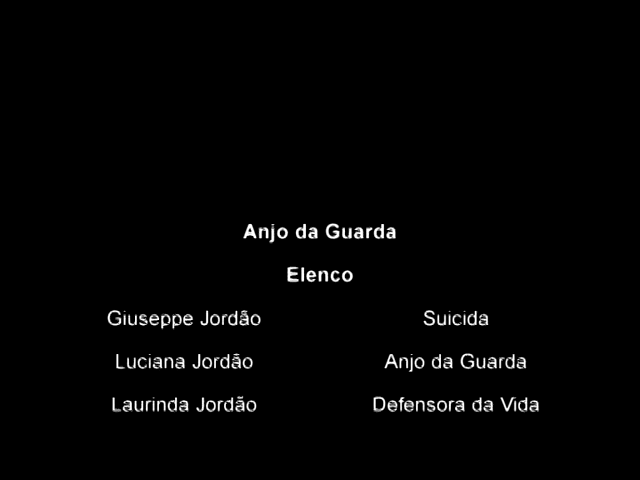 Anjo da Guarda
Elenco
Giuseppe Jordão Suicida
Luciana Jordão Anjo da Guarda
Laurinda Jordão Defensora da Vida